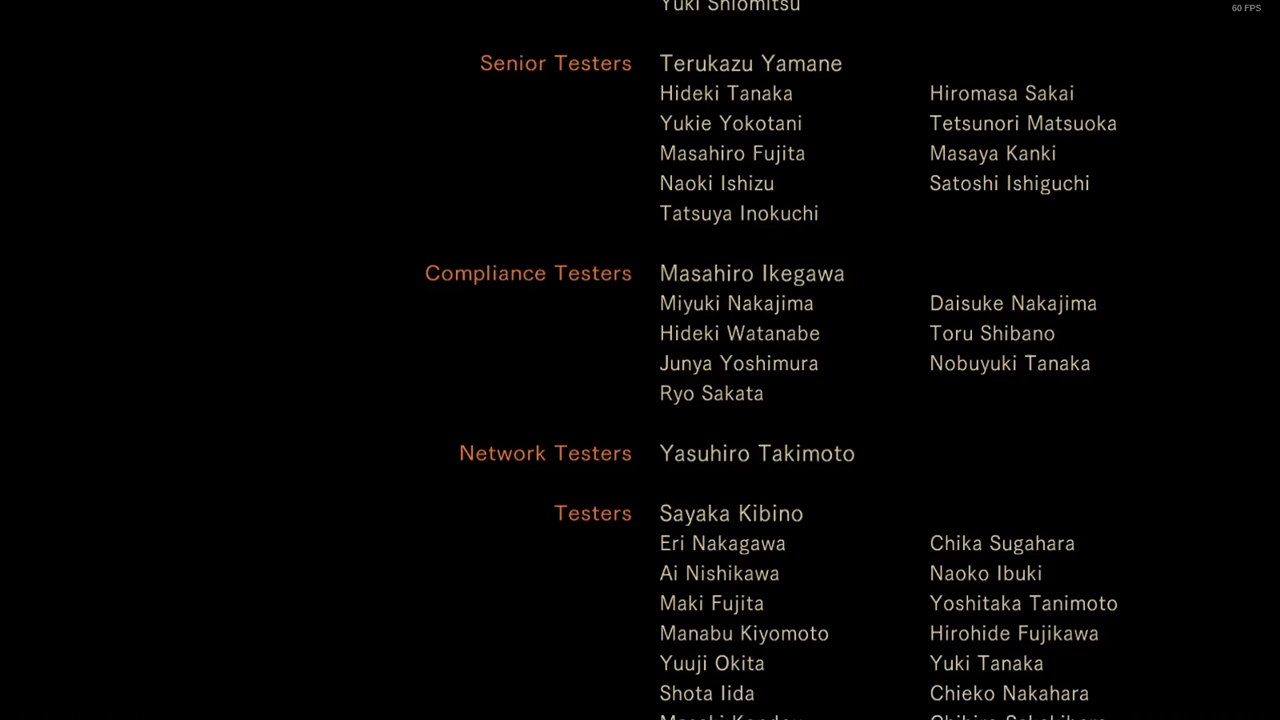 60 FPS
Yuki Shiomitsu
Senior Testers Terukazu Yamane
Hideki Tanaka Hiromasa Sakai
Yukie Yokotani Tetsunori Matsuoka
Masahiro Fujita Masaya Kanki
Naoki Ishizu Satoshi Ishiguchi
Tatsuya Inokuchi
Compliance Testers Masahiro Ikegawa
Miyuki Nakajima Daisuke Nakajima
Hideki Watanabe Toru Shibano
Junya Yoshimura Nobuyuki Tanaka
Ryo Sakata
Network Testers Yasuhiro Takimoto
Testers Sayaka Kibino
Eri Nakagawa Chika Sugahara
Ai Nishikawa Naoko Ibuki
Maki Fujita Yoshitaka Tanimoto
Manabu Kiyomoto Hirohide Fujikawa
Yuuji Okita Yuki Tanaka
Shota Iida Chieko Nakahara